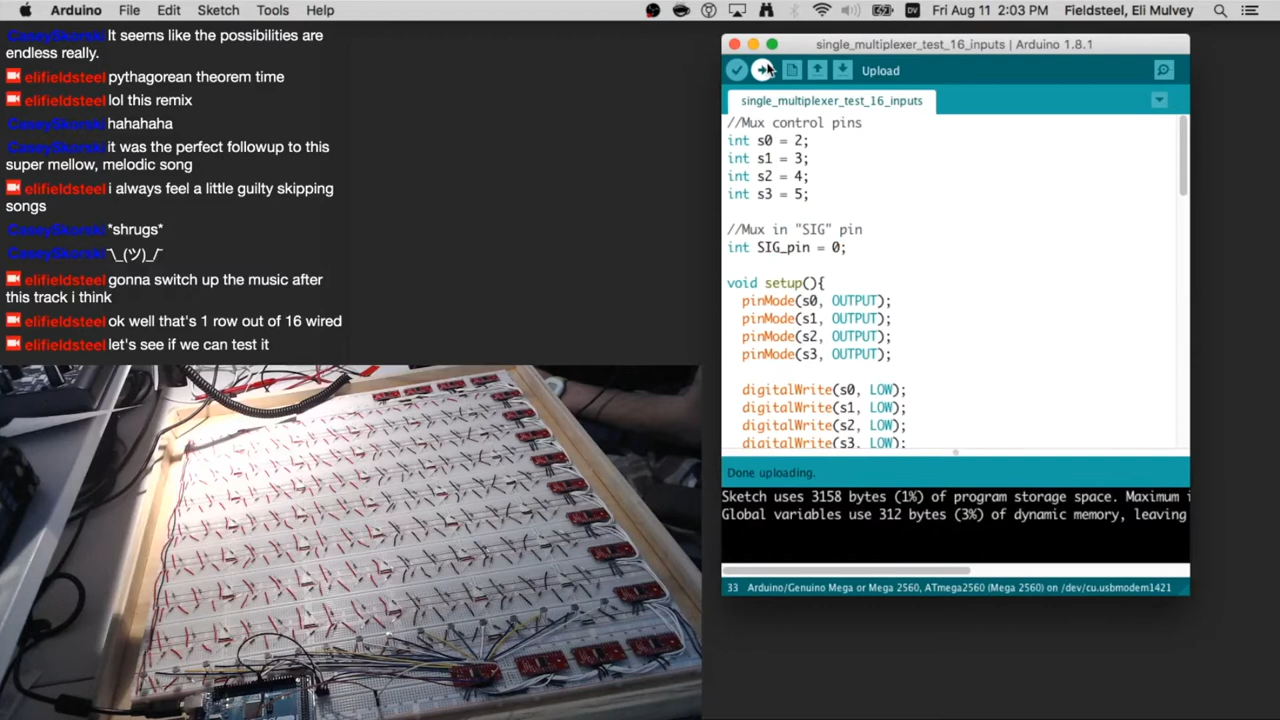 Arduino File Edit Sketch Tools Help
DV Fri Aug 11 2:03 PM Fieldsteel, Eli Mulvey
CaseySkorski It seems like the possibilities are
endless really.
elifieldsteel pythagorean theorem time
elifieldsteel lol this remix
CaseySkorski hahahaha
CaseySkorski it was the perfect followup to this
super mellow, melodic song
elifieldsteel i always feel a little guilty skipping
songs
CaseySkorski *shrugs*
CaseySkorski ¯\_(ツ)_/¯
elifieldsteel gonna switch up the music after
this track i think
elifieldsteel ok well that's 1 row out of 16 wired
elifieldsteel let's see if we can test it
single_multiplexer_test_16_inputs | Arduino 1.8.1
Upload
single_multiplexer_test_16_inputs
//Mux control pins
int s0 = 2;
int s1 = 3;
int s2 = 4;
int s3 = 5;
//Mux in "SIG" pin
int SIG_pin = 0;
void setup(){
pinMode(s0, OUTPUT);
pinMode(s1, OUTPUT);
pinMode(s2, OUTPUT);
pinMode(s3, OUTPUT);
digitalWrite(s0, LOW);
digitalWrite(s1, LOW);
digitalWrite(s2, LOW);
digitalWrite(s3, LOW);
Done uploading.
Sketch uses 3158 bytes (1%) of program storage space. Maximum i
Global variables use 312 bytes (3%) of dynamic memory, leaving
33 Arduino/Genuino Mega or Mega 2560, ATmega2560 (Mega 2560) on /dev/cu.usbmodem1421